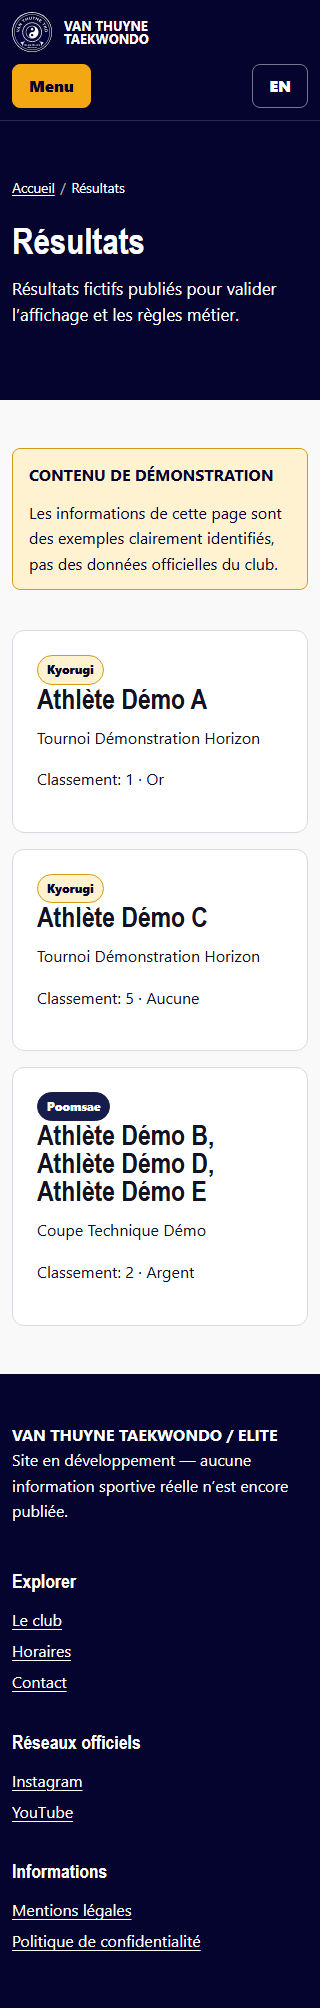 VAN THUYNE
TAEKWONDO
Menu
EN
Accueil / Résultats
Résultats
Résultats fictifs publiés pour valider
l’affichage et les règles métier.
CONTENU DE DÉMONSTRATION
Les informations de cette page sont
des exemples clairement identifiés,
pas des données officielles du club.
Kyorugi
Athlète Démo A
Tournoi Démonstration Horizon
Classement: 1 · Or
Kyorugi
Athlète Démo C
Tournoi Démonstration Horizon
Classement: 5 · Aucune
Poomsae
Athlète Démo B,
Athlète Démo D,
Athlète Démo E
Coupe Technique Démo
Classement: 2 · Argent
VAN THUYNE TAEKWONDO / ELITE
Site en développement — aucune
information sportive réelle n’est encore
publiée.
Explorer
Le club
Horaires
Contact
Réseaux officiels
Instagram
YouTube
Informations
Mentions légales
Politique de confidentialité